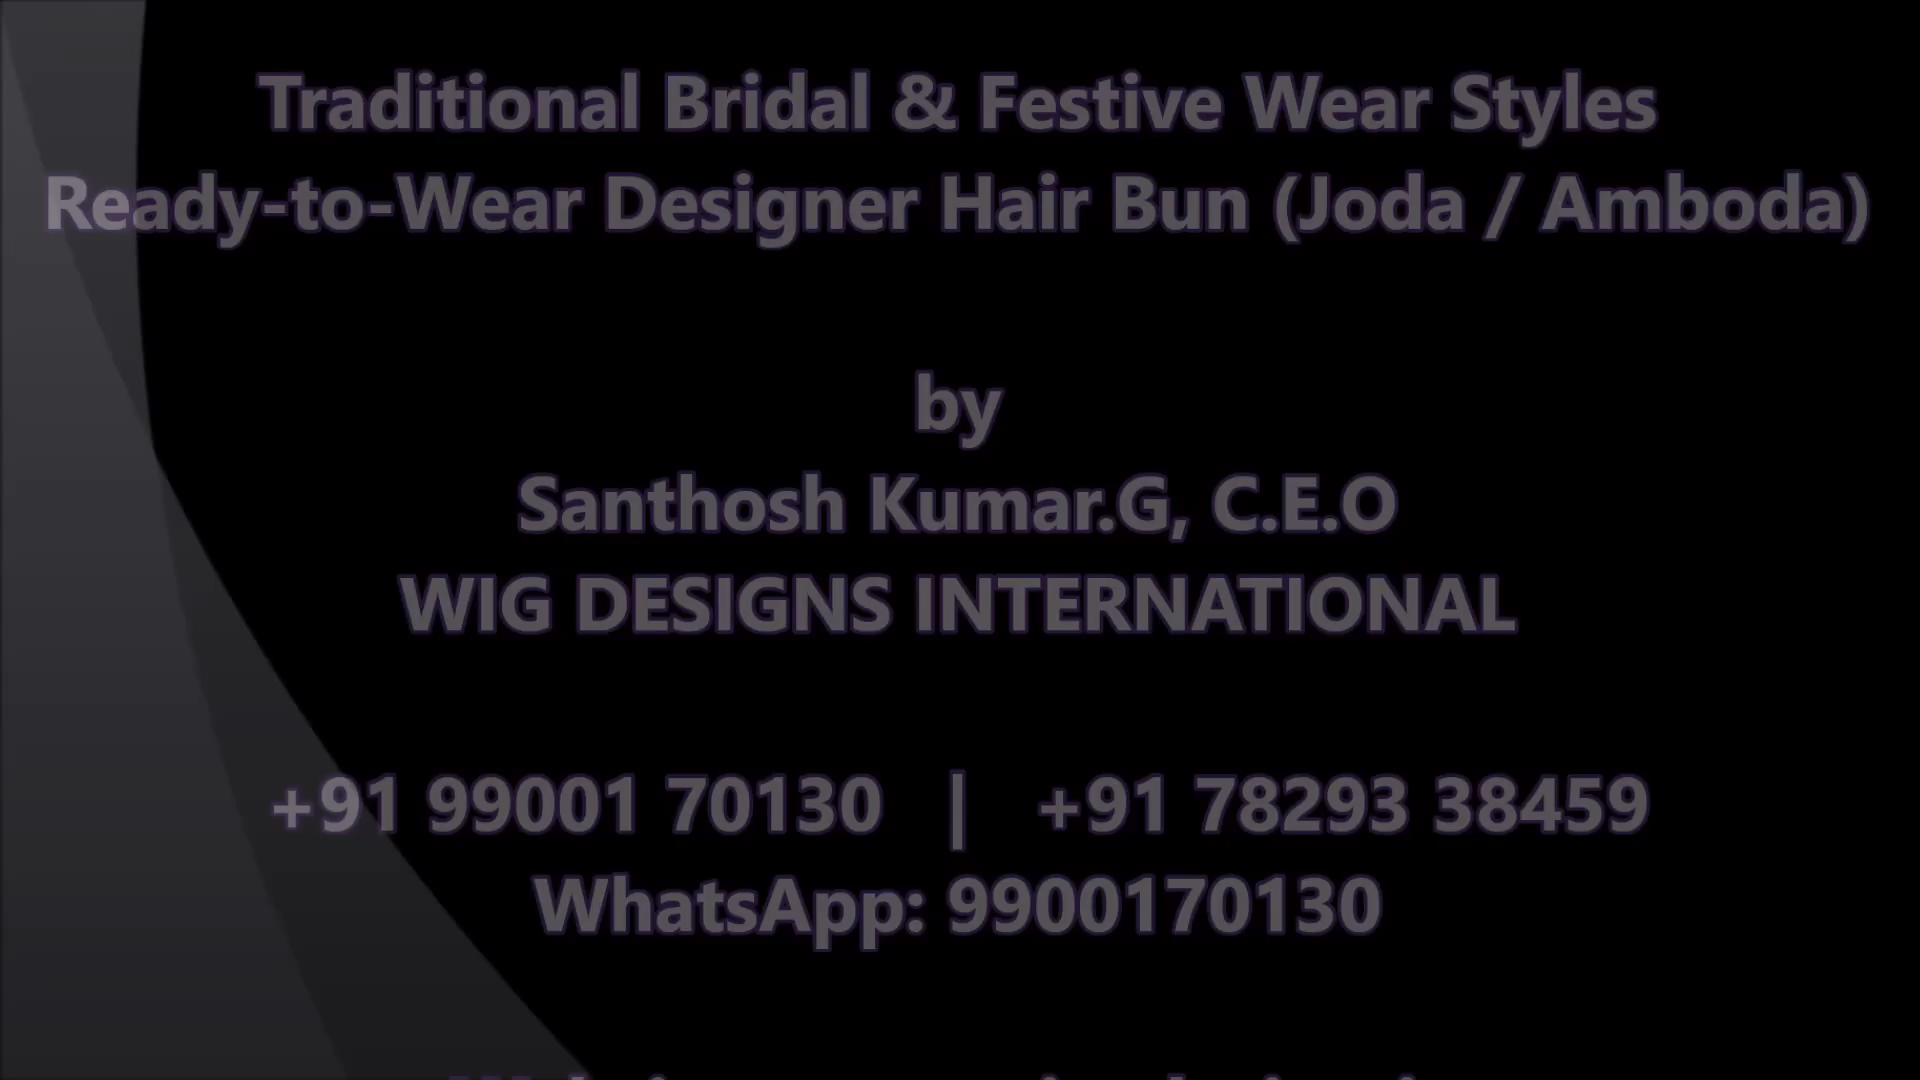 Traditional Bridal & Festive Wear Styles
Ready-to-Wear Designer Hair Bun (Joda / Amboda)
by
Santhosh Kumar.G, C.E.O
WIG DESIGNS INTERNATIONAL
+91 99001 70130 | +91 78293 38459
WhatsApp: 9900170130